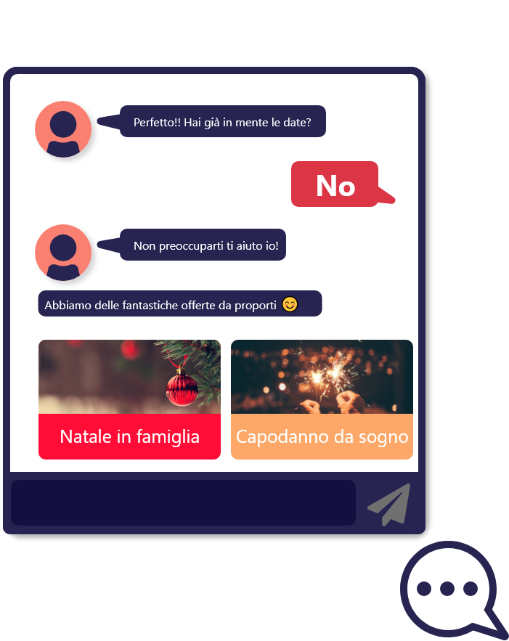 Perfetto!! Hai già in mente le date?
No
Non preoccuparti ti aiuto io!
Abbiamo delle fantastiche offerte da proporti 😊
Natale in famiglia
Capodanno da sogno